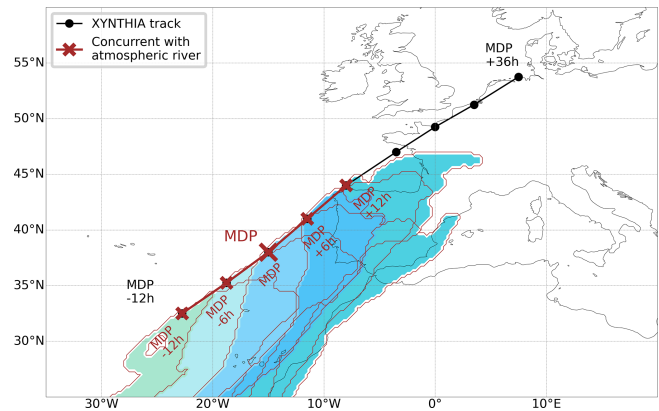 XYNTHIA track
Concurrent with
atmospheric river
MDP
+36h
55°N
50°N
45°N
40°N
35°N
30°N
MDP
+12h
MDP
MDP
+6h
MDP
MDP
-12h
MDP
-6h
MDP
-12h
30°W
20°W
10°W
0°
10°E